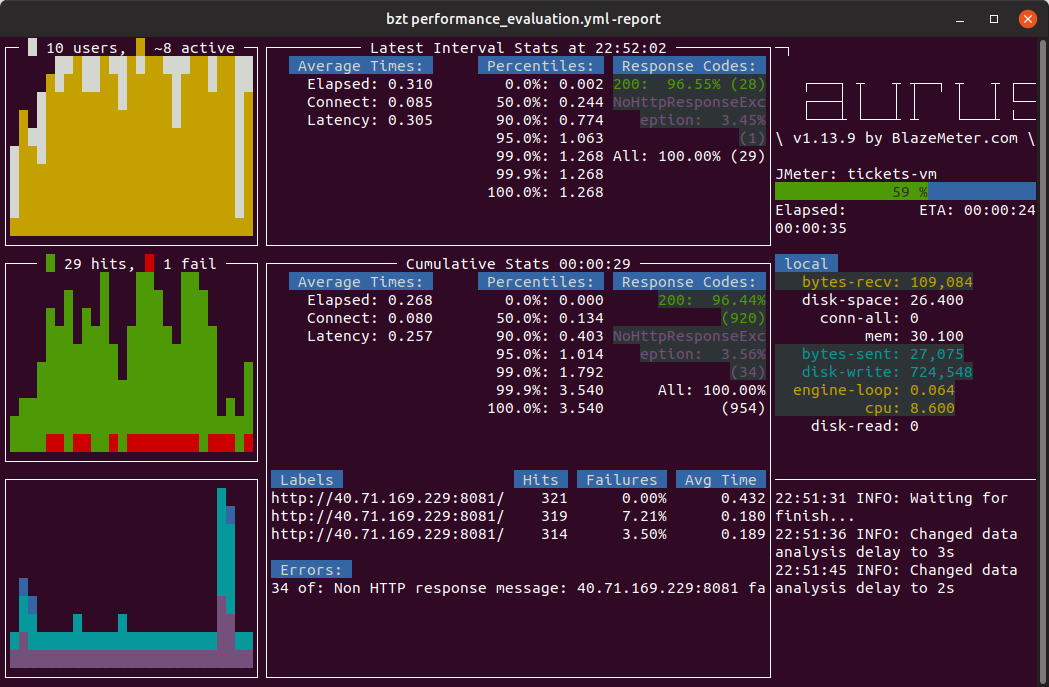 bzt performance_evaluation.yml -report
10 users, ~8 active
Latest Interval Stats at 22:52:02
Average Times: Percentiles: Response Codes:
Elapsed: 0.310 0.0%: 0.002 200: 96.55% (28)
Connect: 0.085 50.0%: 0.244 NoHttpResponseExc
Latency: 0.305 90.0%: 0.774 eption: 3.45%
95.0%: 1.063 (1)
99.0%: 1.268 All: 100.00% (29)
99.9%: 1.268
100.0%: 1.268
\ v1.13.9 by BlazeMeter.com \
JMeter: tickets-vm
59 %
Elapsed: ETA: 00:00:24
00:00:35
29 hits, 1 fail
Cumulative Stats 00:00:29
Average Times: Percentiles: Response Codes:
Elapsed: 0.268 0.0%: 0.000 200: 96.44%
Connect: 0.080 50.0%: 0.134 (920)
Latency: 0.257 90.0%: 0.403 NoHttpResponseExc
95.0%: 1.014 eption: 3.56%
99.0%: 1.792 (34)
99.9%: 3.540 All: 100.00%
100.0%: 3.540 (954)
local
bytes-recv: 109,084
disk-space: 26.400
conn-all: 0
mem: 30.100
bytes-sent: 27,075
disk-write: 724,548
engine-loop: 0.064
cpu: 8.600
disk-read: 0
Labels Hits Failures Avg Time
http://40.71.169.229:8081/ 321 0.00% 0.432
http://40.71.169.229:8081/ 319 7.21% 0.180
http://40.71.169.229:8081/ 314 3.50% 0.189
Errors:
34 of: Non HTTP response message: 40.71.169.229:8081 fa
22:51:31 INFO: Waiting for
finish...
22:51:36 INFO: Changed data
analysis delay to 3s
22:51:45 INFO: Changed data
analysis delay to 2s